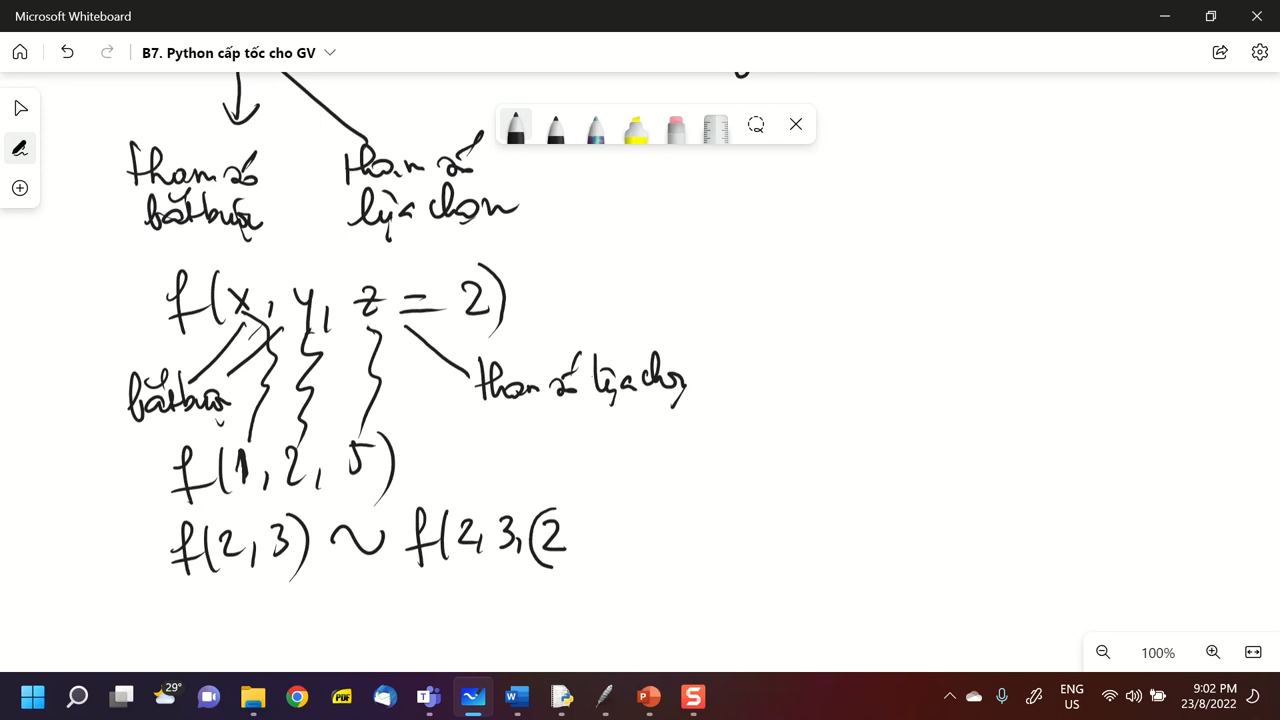 Microsoft Whiteboard
B7. Python cấp tốc cho GV
tham số tham số
bắt buộc lựa chọn
f(x, y, z = 2)
bắt buộc tham số lựa chọn
f(1, 2, 5)
f(2, 3) ~ f(2, 3, (2
100%
29°
PDF
ENG
US
9:02 PM
23/8/2022